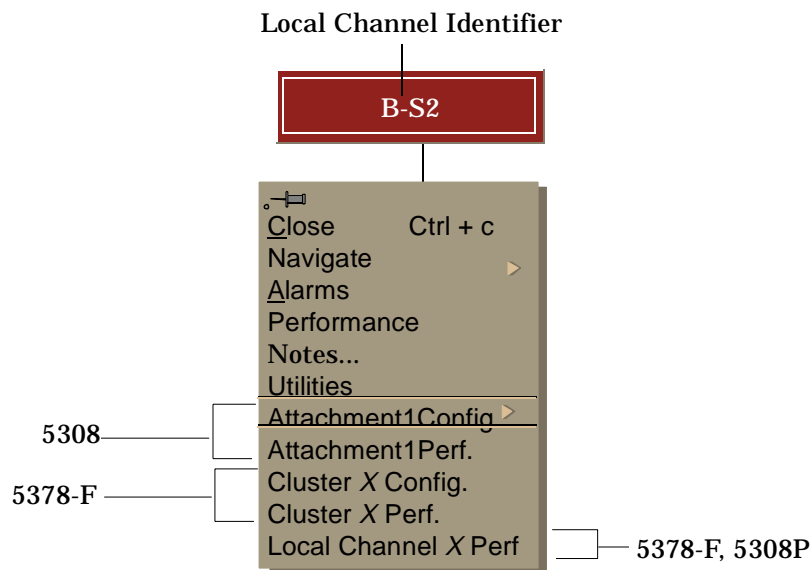 Local Channel Identifier
B-S2
Close Ctrl + c
Navigate
Alarms
Performance
Notes...
Utilities
Attachment1Config
5308
Attachment1Perf.
Cluster X Config.
5378-F
Cluster X Perf.
Local Channel X Perf
5378-F, 5308P